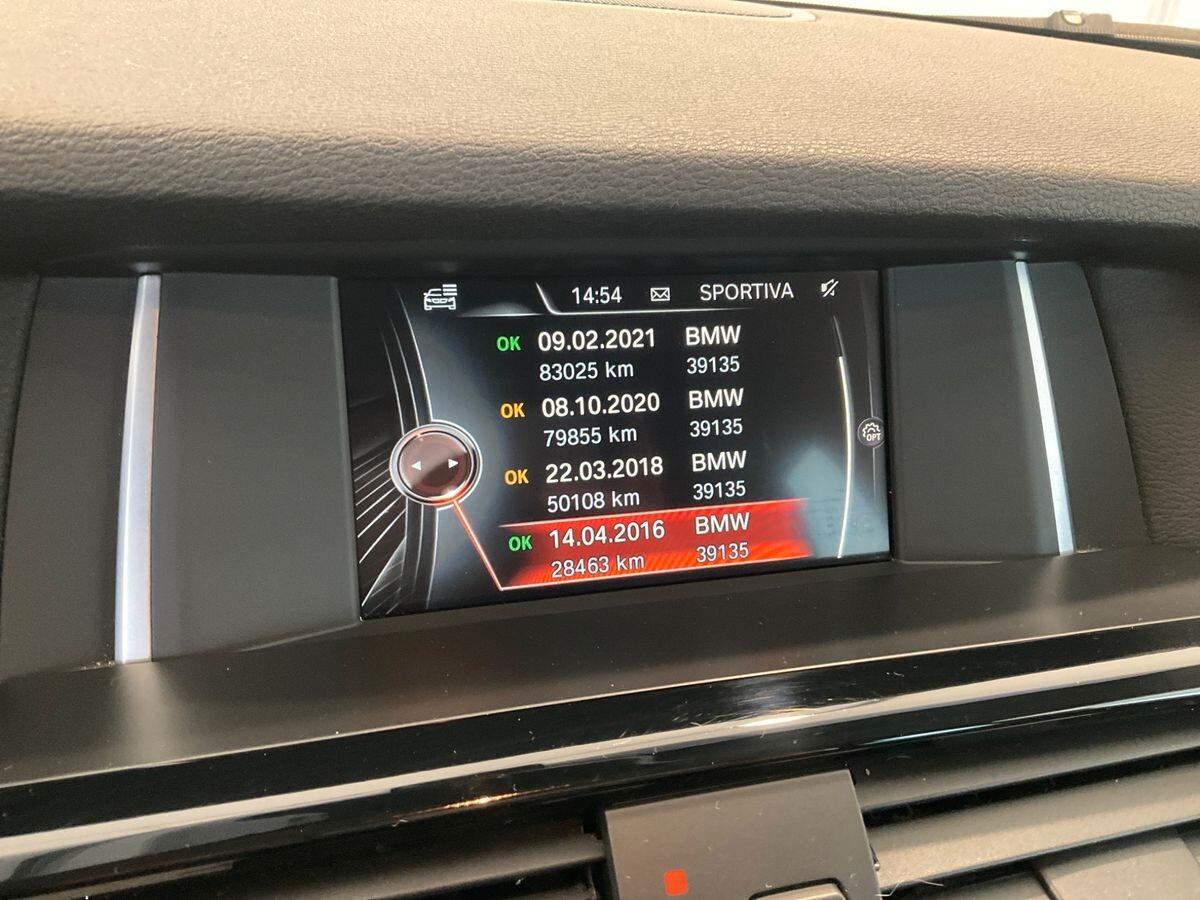 14:54 SPORTIVA
OK 09.02.2021 BMW
83025 km 39135
OK 08.10.2020 BMW
79855 km 39135
OK 22.03.2018 BMW
50108 km 39135
OK 14.04.2016 BMW
28463 km 39135
OPT